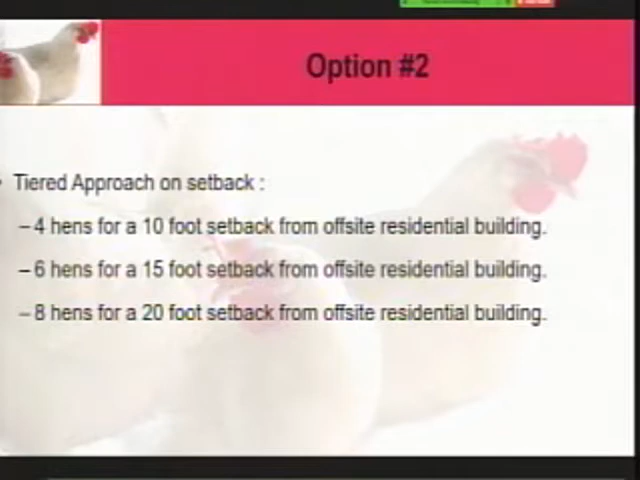 Option #2
Tiered Approach on setback :
– 4 hens for a 10 foot setback from offsite residential building.
– 6 hens for a 15 foot setback from offsite residential building.
– 8 hens for a 20 foot setback from offsite residential building.